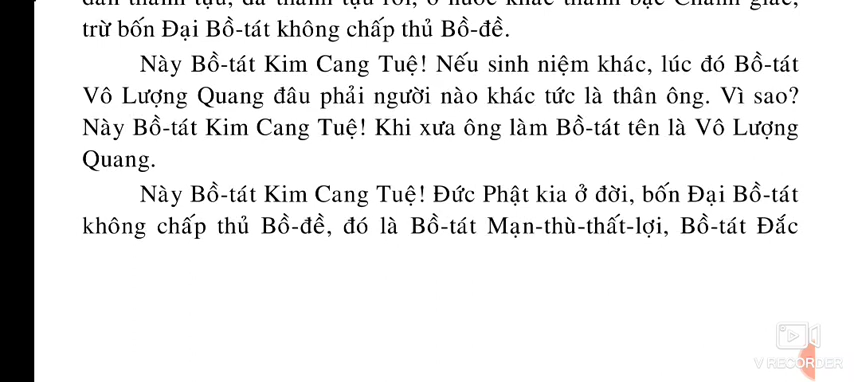 trừ bốn Đại Bồ-tát không chấp thủ Bồ-đề.
Này Bồ-tát Kim Cang Tuệ! Nếu sinh niệm khác, lúc đó Bồ-tát
Vô Lượng Quang đâu phải người nào khác tức là thân ông. Vì sao?
Này Bồ-tát Kim Cang Tuệ! Khi xưa ông làm Bồ-tát tên là Vô Lượng
Quang.
Này Bồ-tát Kim Cang Tuệ! Đức Phật kia ở đời, bốn Đại Bồ-tát
không chấp thủ Bồ-đề, đó là Bồ-tát Mạn-thù-thất-lợi, Bồ-tát Đắc
V RECORDER